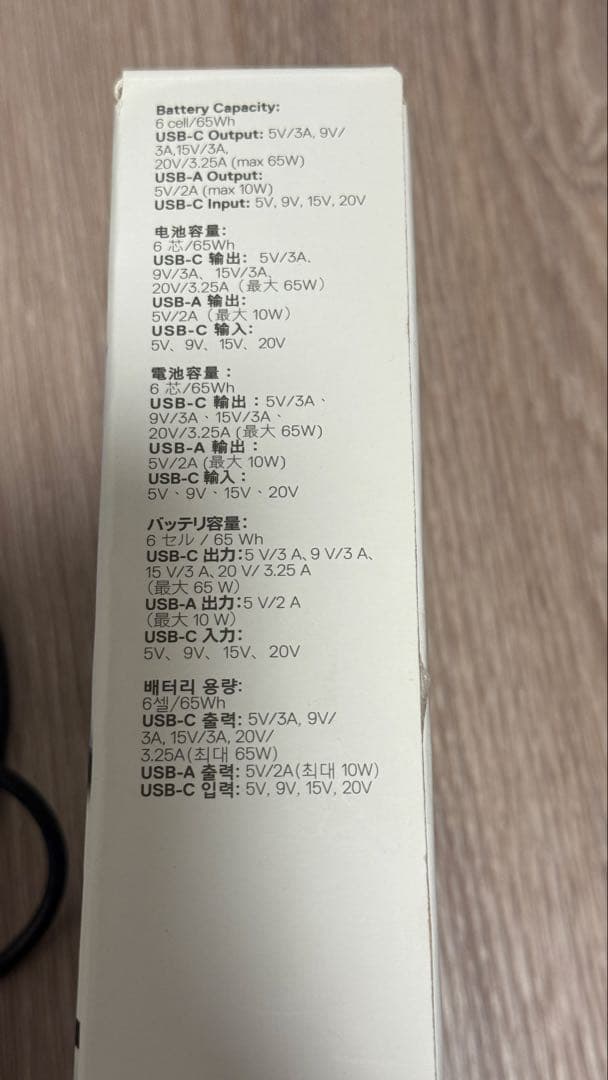 Battery Capacity:
6 cell/65Wh
USB-C Output: 5V/3A, 9V/
3A,15V/3A,
20V/3.25A (max 65W)
USB-A Output:
5V/2A (max 10W)
USB-C Input: 5V, 9V, 15V, 20V
电池容量：
6 芯/65Wh
USB-C 输出： 5V/3A、
9V/3A、 15V/3A、
20V/3.25A（最大 65W）
USB-A 输出：
5V/2A（最大 10W）
USB-C 输入：
5V、 9V、 15V、 20V
電池容量：
6 芯/65Wh
USB-C 輸出：5V/3A、
9V/3A、15V/3A、
20V/3.25A (最大 65W)
USB-A 輸出：
5V/2A (最大 10W)
USB-C 輸入：
5V、9V、15V、20V
バッテリ容量：
6 セル / 65 Wh
USB-C 出力：5 V/3 A、9 V/3 A、
15 V/3 A、20 V/ 3.25 A
（最大 65 W）
USB-A 出力：5 V/2 A
（最大 10 W）
USB-C 入力：
5V、 9V、 15V、 20V
배터리 용량:
6셀/65Wh
USB-C 출력: 5V/3A, 9V/
3A, 15V/3A, 20V/
3.25A(최대 65W)
USB-A 출력: 5V/2A(최대 10W)
USB-C 입력: 5V, 9V, 15V, 20V